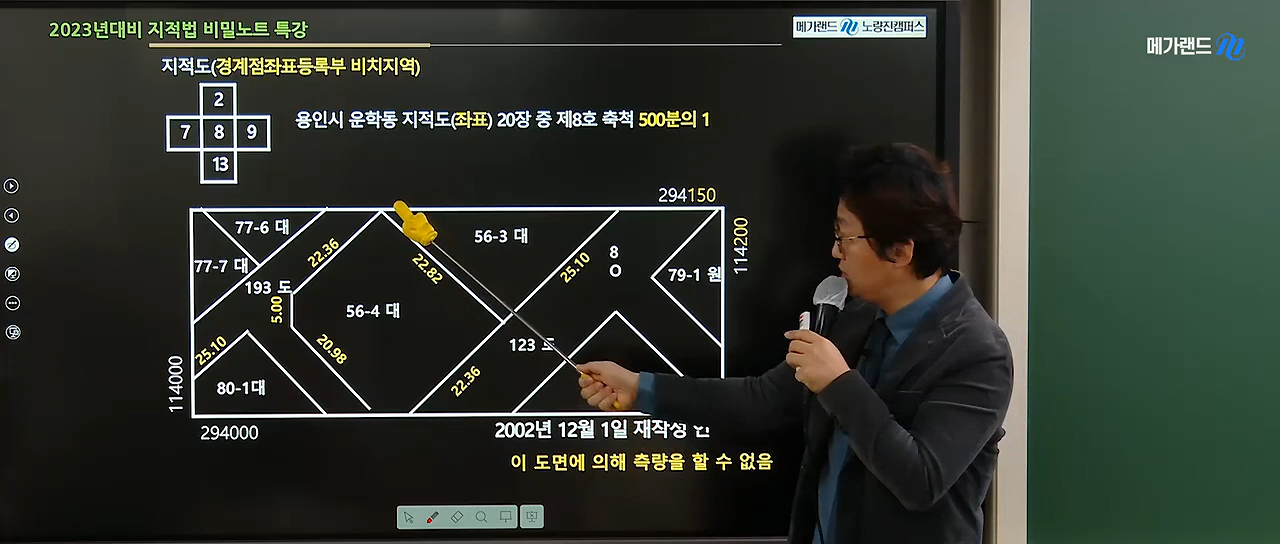 2023년대비 지적법 비밀노트 특강
메가랜드 노량진캠퍼스
메가랜드
지적도(경계점좌표등록부 비치지역)
2
7 8 9
13
용인시 운학동 지적도(좌표) 20장 중 제8호 축척 500분의 1
294150
114200
77-6 대
77-7 대
22.36
22.82
56-3 대
25.10
8
O
79-1 원
193 도
5.00
56-4 대
25.10
20.98
22.36
123 도
80-1대
114000
294000
2002년 12월 1일 재작성
이 도면에 의해 측량을 할 수 없음